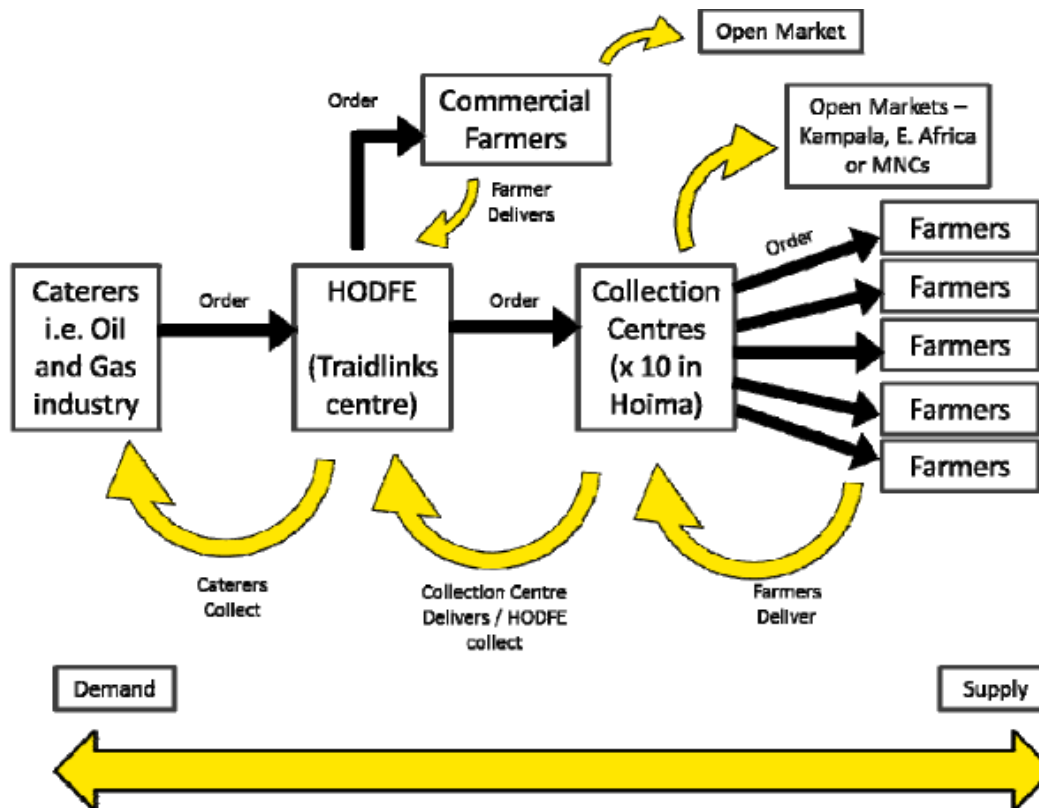 Open Market
Order
Commercial
Farmers
Open Markets –
Kampala, E. Africa
or MNCs
Farmer
Delivers
Farmers
Order
Caterers
i.e. Oil
and Gas
industry
Order
HODFE
(Traidlinks
centre)
Order
Collection
Centres
(x 10 in
Hoima)
Farmers
Farmers
Farmers
Farmers
Caterers
Collect
Collection Centre
Delivers / HODFE
collect
Farmers
Deliver
Demand
Supply